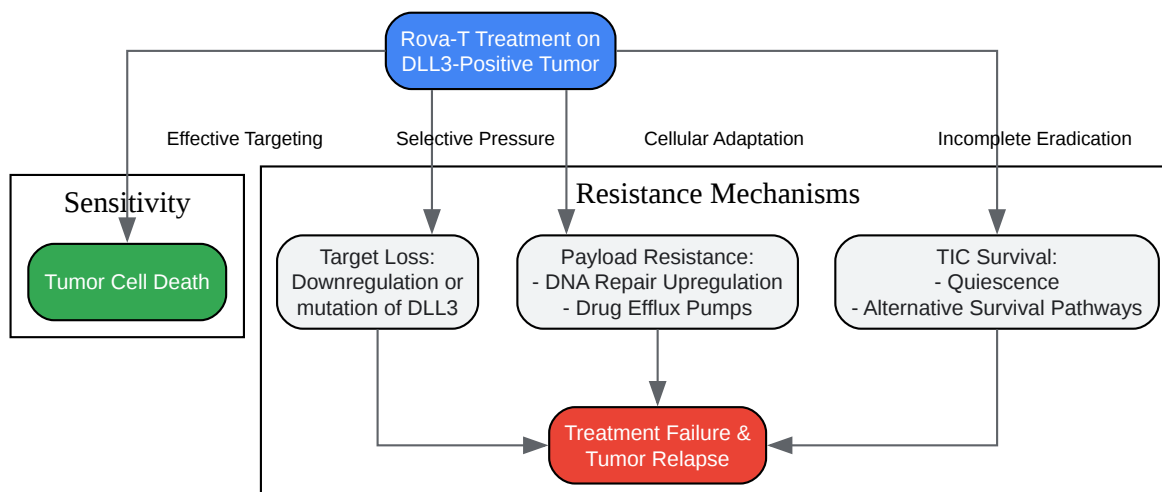 Rova-T Treatment on
DLL3-Positive Tumor
Effective Targeting
Selective Pressure
Cellular Adaptation
Incomplete Eradication
Sensitivity
Resistance Mechanisms
Tumor Cell Death
Target Loss:
Downregulation or
mutation of DLL3
Payload Resistance:
- DNA Repair Upregulation
- Drug Efflux Pumps
TIC Survival:
- Quiescence
- Alternative Survival Pathways
Treatment Failure &
Tumor Relapse